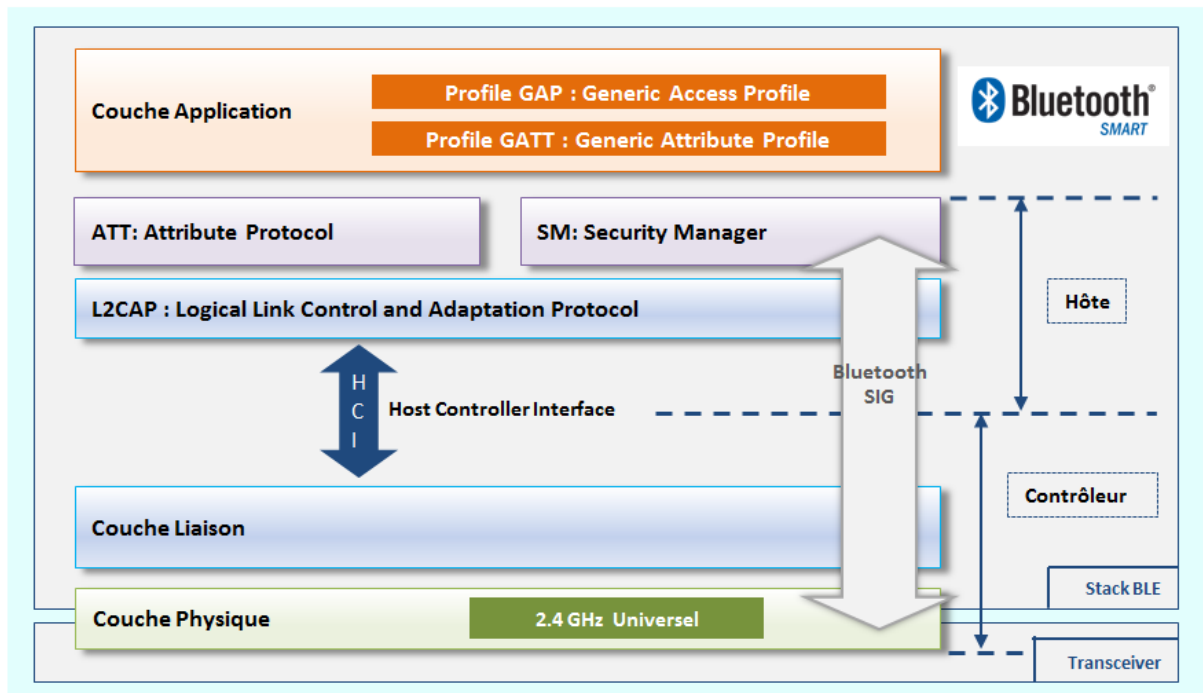 Couche Application
Profile GAP : Generic Access Profile
Profile GATT : Generic Attribute Profile
Bluetooth®
SMART
ATT: Attribute Protocol
SM: Security Manager
L2CAP : Logical Link Control and Adaptation Protocol
Hôte
H
C
I
Host Controller Interface
Bluetooth
SIG
Couche Liaison
Contrôleur
Stack BLE
Couche Physique
2.4 GHz Universel
Transceiver